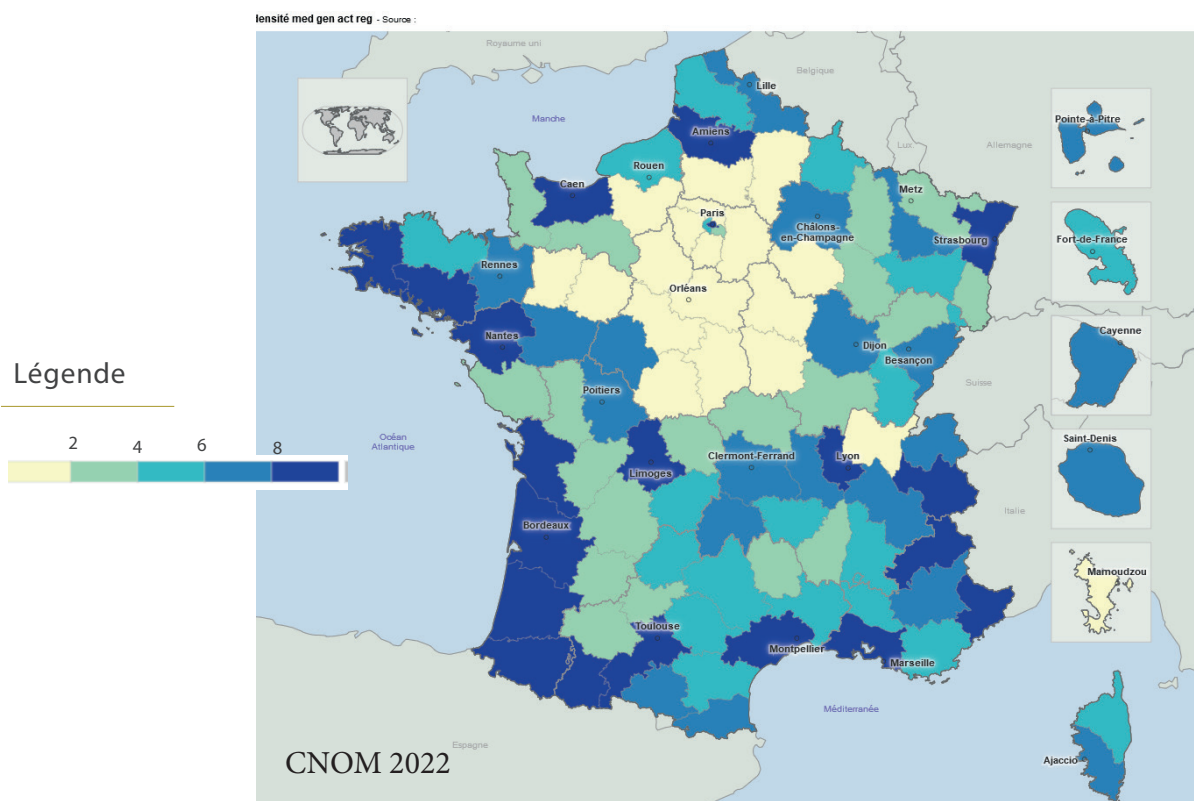 densité med gen act reg - Source :
Royaume uni
Belgique
Lille
Manche
Amiens
Lux.
Allemagne
Pointe-à-Pitre
Rouen
Caen
Metz
Paris
Châlons-
en-Champagne
Strasbourg
Fort-de-France
Rennes
Orléans
Nantes
Dijon
Besançon
Cayenne
Légende
Poitiers
Suisse
Océan
Atlantique
Saint-Denis
2
4
6
8
Clermont-Ferrand
Lyon
Limoges
Italie
Bordeaux
Mamoudzou
Toulouse
Montpellier
Marseille
Méditerranée
Espagne
CNOM 2022
Ajaccio